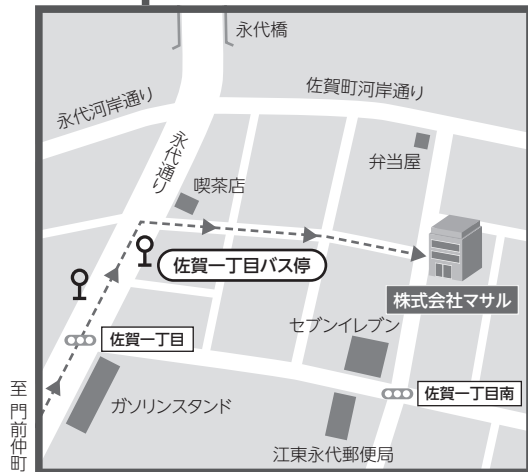 永代橋
佐賀町河岸通り
永代河岸通り
弁当屋
永代通り
喫茶店
佐賀一丁目バス停
株式会社マサル
セブンイレブン
佐賀一丁目
佐賀一丁目南
至 門前仲町
ガソリンスタンド
江東永代郵便局